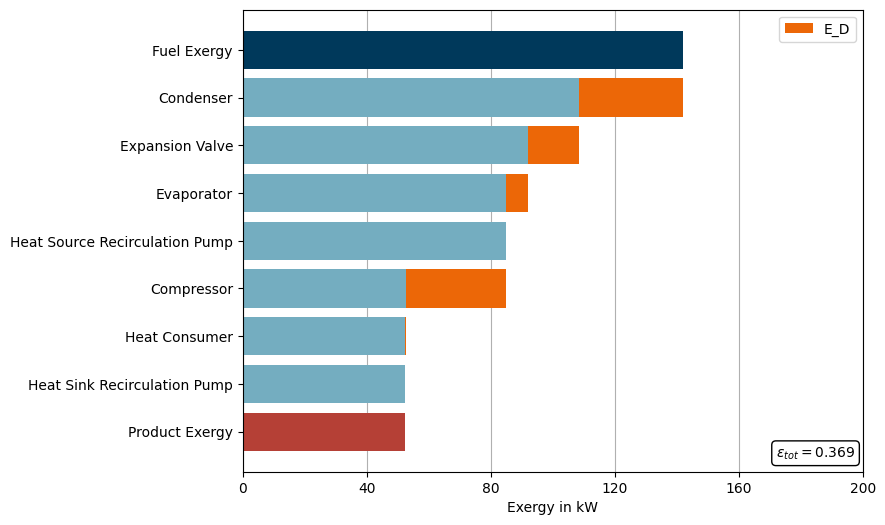 E_D
Fuel Exergy
Condenser
Expansion Valve
Evaporator
Heat Source Recirculation Pump
Compressor
Heat Consumer
Heat Sink Recirculation Pump
Product Exergy
ε_tot = 0.369
0 40 80 120 160 200
Exergy in kW